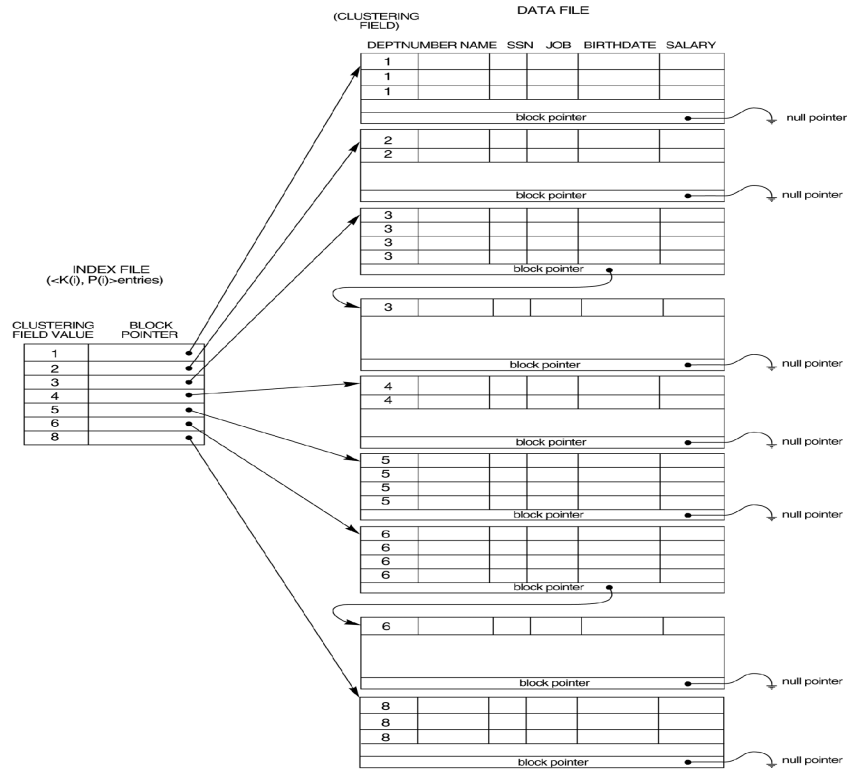 DATA FILE
(CLUSTERING
FIELD)
DEPTNUMBER NAME SSN JOB BIRTHDATE SALARY
1
1
1
block pointer
null pointer
2
2
block pointer
null pointer
3
3
3
3
block pointer
3
block pointer
null pointer
INDEX FILE
(<K(i), P(i)>entries)
CLUSTERING BLOCK
FIELD VALUE POINTER
1
2
3
4
5
6
8
4
4
block pointer
null pointer
5
5
5
5
block pointer
null pointer
6
6
6
6
block pointer
6
block pointer
null pointer
8
8
8
block pointer
null pointer